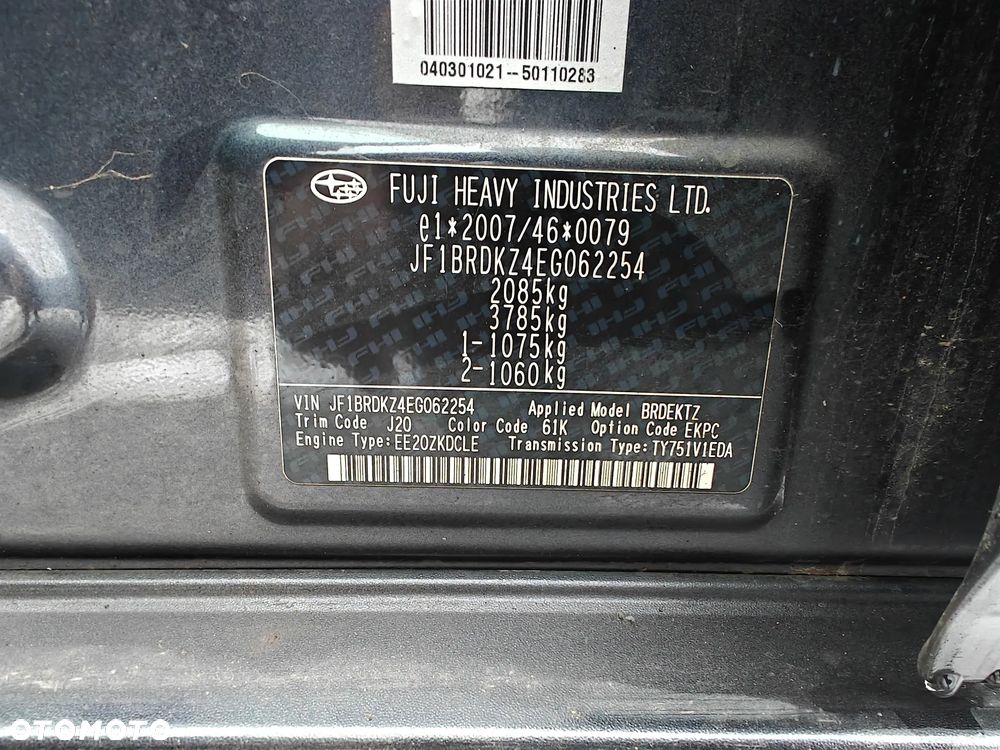 040301021--50110283
FUJI HEAVY INDUSTRIES LTD.
e1*2007/46*0079
JF1BRDKZ4EG062254
2085kg
3785kg
1-1075kg
2-1060kg
VIN JF1BRDKZ4EG062254 Applied Model BRDEKTZ
Trim Code J20 Color Code 61K Option Code EKPC
Engine Type: EE20ZKDCLE Transmission Type: TY751V1EDA
OTOMOTO